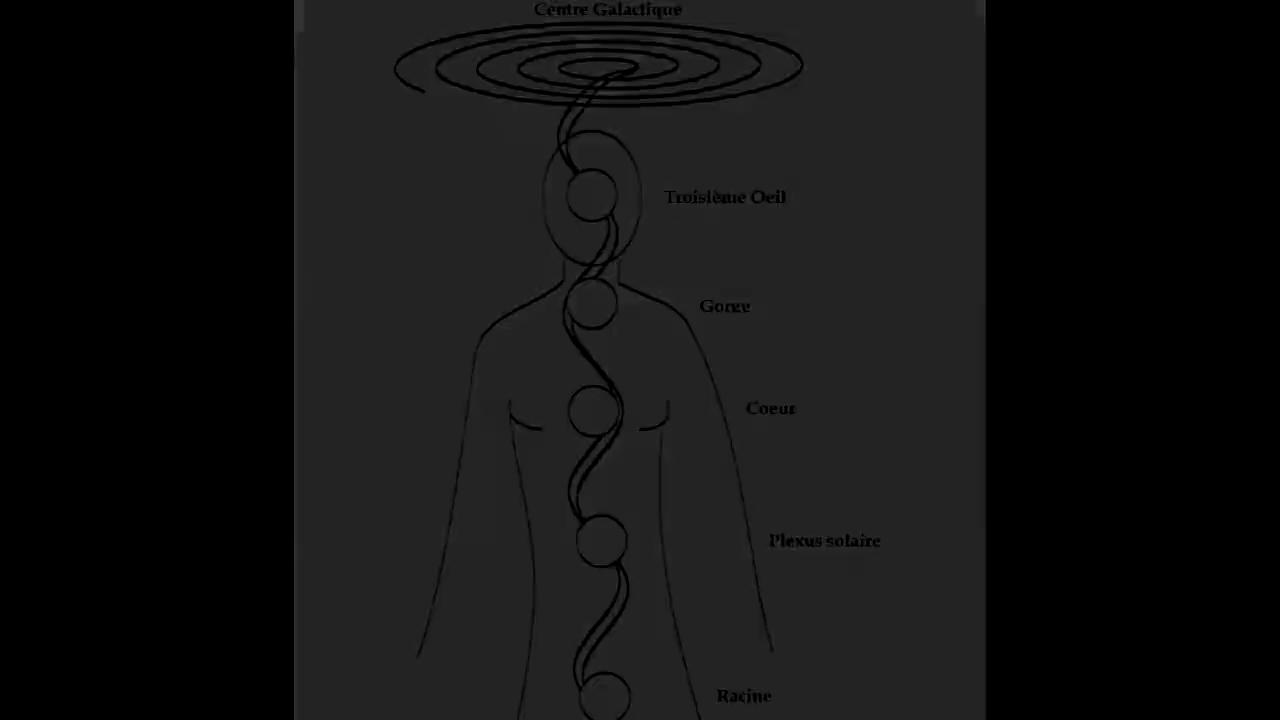 Centre Galactique
Troisième Oeil
Gorge
Coeur
Plexus solaire
Racine